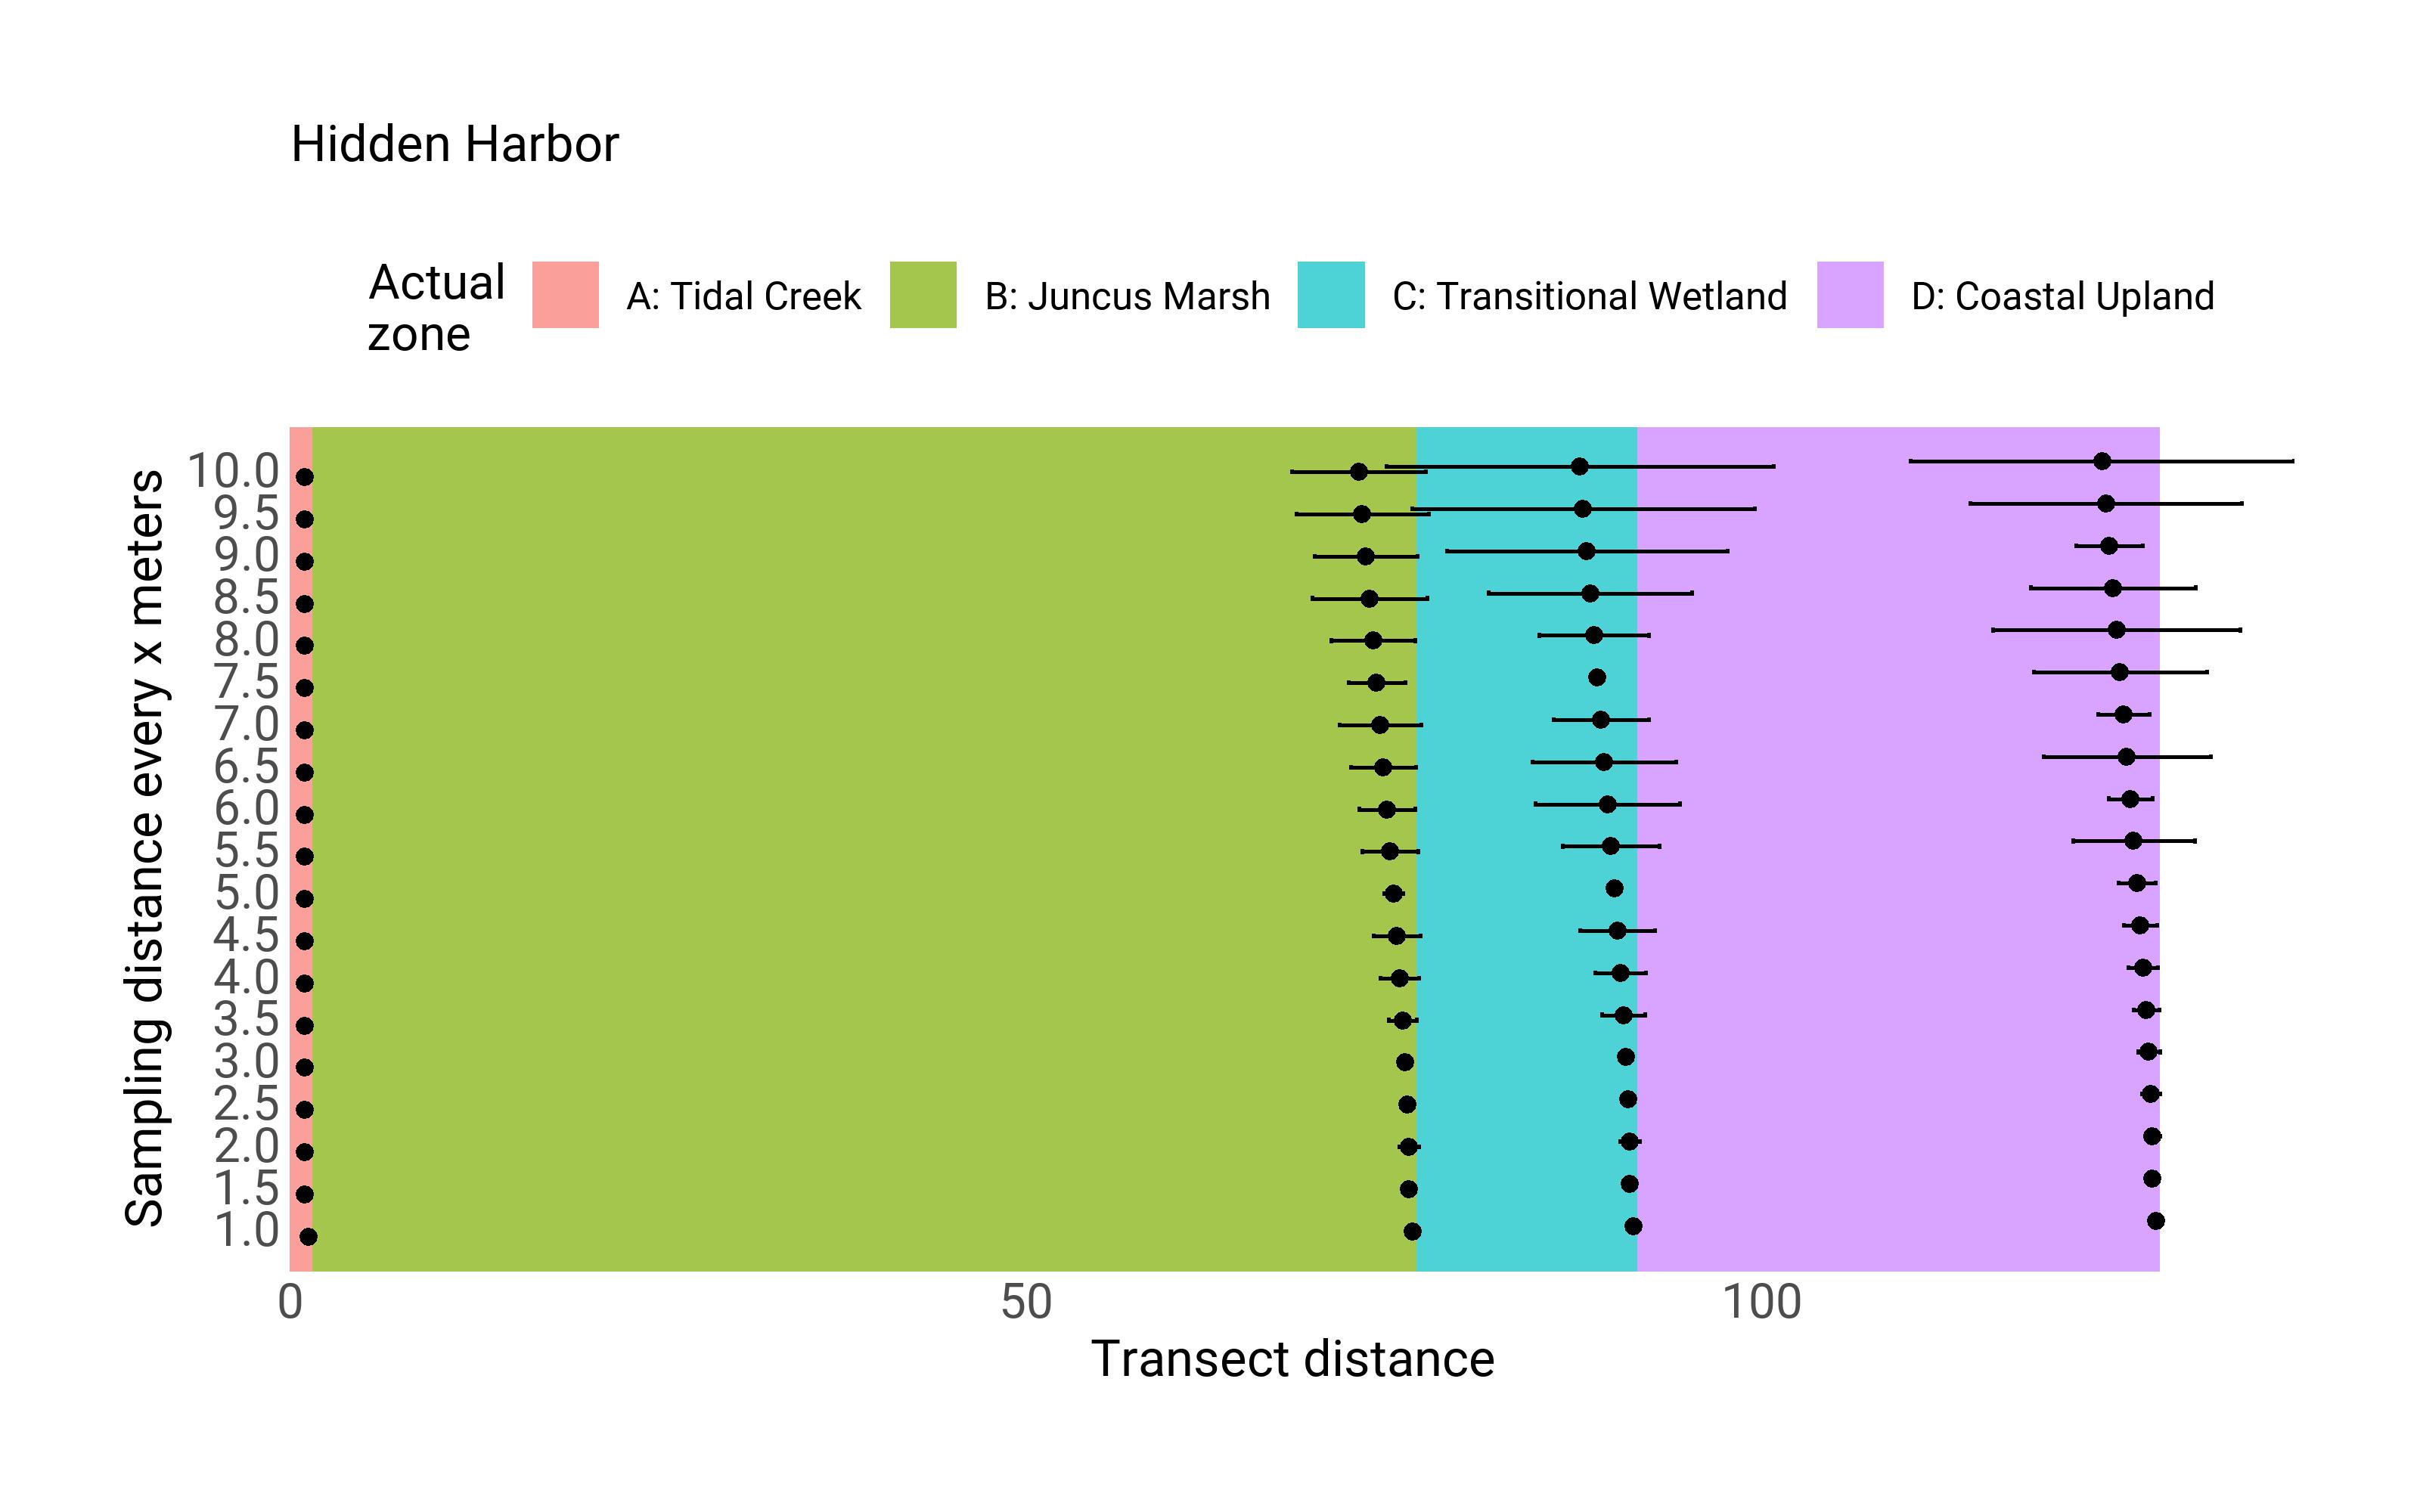 Hidden Harbor
Actual
zone
A: Tidal Creek
B: Juncus Marsh
C: Transitional Wetland
D: Coastal Upland
Sampling distance every x meters
10.0
9.5
9.0
8.5
8.0
7.5
7.0
6.5
6.0
5.5
5.0
4.5
4.0
3.5
3.0
2.5
2.0
1.5
1.0
0
50
100
Transect distance